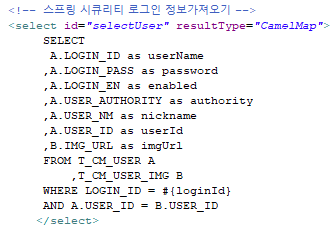 <!-- 스프링 시큐리티 로그인 정보가져오기 -->
<select id="selectUser" resultType="CamelMap">
SELECT
A.LOGIN_ID as userName
,A.LOGIN_PASS as password
,A.LOGIN_EN as enabled
,A.USER_AUTHORITY as authority
,A.USER_NM as nickname
,A.USER_ID as userId
,B.IMG_URL as imgUrl
FROM T_CM_USER A
,T_CM_USER_IMG B
WHERE LOGIN_ID = #{loginId}
AND A.USER_ID = B.USER_ID
</select>